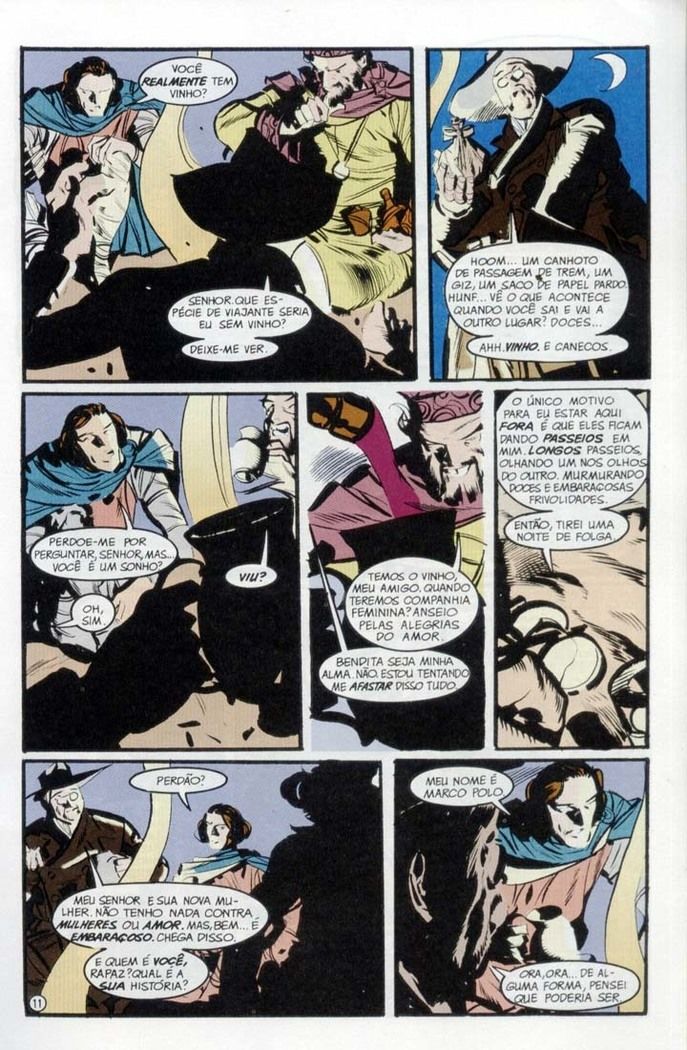 VOCÊ
REALMENTE TEM
VINHO?
SENHOR. QUE ES-
PÉCIE DE VIAJANTE SERIA
EU SEM VINHO?
DEIXE-ME VER.
HOOM... UM CANHOTO
DE PASSAGEM DE TREM, UM
GIZ, UM SACO DE PAPEL PARDO.
HUNF... VÊ O QUE ACONTECE
QUANDO VOCÊ SAI E VAI A
OUTRO LUGAR? DOCES...
AHH. VINHO. E CANECOS.
PERDOE-ME POR
PERGUNTAR, SENHOR, MAS...
VOCÊ É UM SONHO?
OH,
SIM.
VIU?
TEMOS O VINHO,
MEU AMIGO. QUANDO
TEREMOS COMPANHIA
FEMININA? ANSEIO
PELAS ALEGRIAS
DO AMOR.
BENDITA SEJA MINHA
ALMA. NÃO. ESTOU TENTANDO
ME AFASTAR DISSO TUDO.
O ÚNICO MOTIVO
PARA EU ESTAR AQUI
FORA É QUE ELES FICAM
DANDO PASSEIOS EM
MIM. LONGOS PASSEIOS,
OLHANDO UM NOS OLHOS
DO OUTRO. MURMURANDO
DOCES E EMBARAÇOSAS
FRIVOLIDADES.
ENTÃO, TIREI UMA
NOITE DE FOLGA.
PERDÃO?
MEU SENHOR E SUA NOVA MU-
LHER. NÃO TENHO NADA CONTRA
MULHERES OU AMOR. MAS, BEM... É
EMBARAÇOSO. CHEGA DISSO.
E QUEM É VOCÊ,
RAPAZ? QUAL É A
SUA HISTÓRIA?
MEU NOME É
MARCO POLO.
ORA, ORA... DE AL-
GUMA FORMA, PENSEI
QUE PODERIA SER.
11